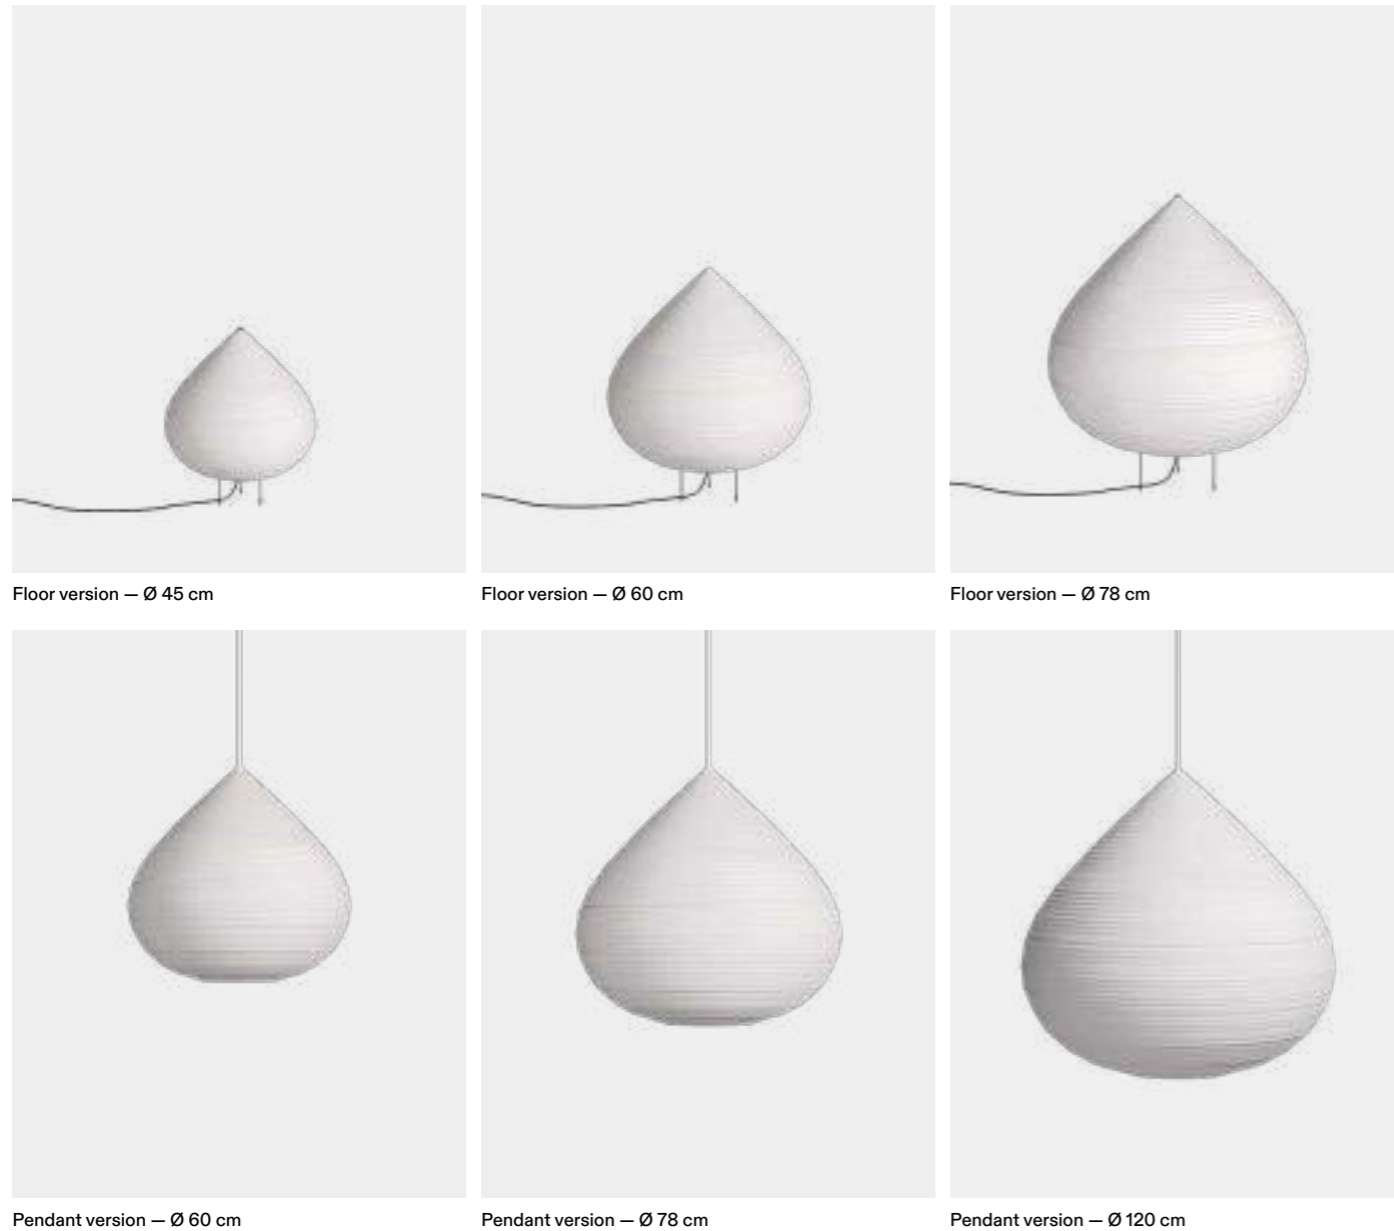 Floor version — Ø 45 cm
Floor version — Ø 60 cm
Floor version — Ø 78 cm
Pendant version — Ø 60 cm
Pendant version — Ø 78 cm
Pendant version — Ø 120 cm